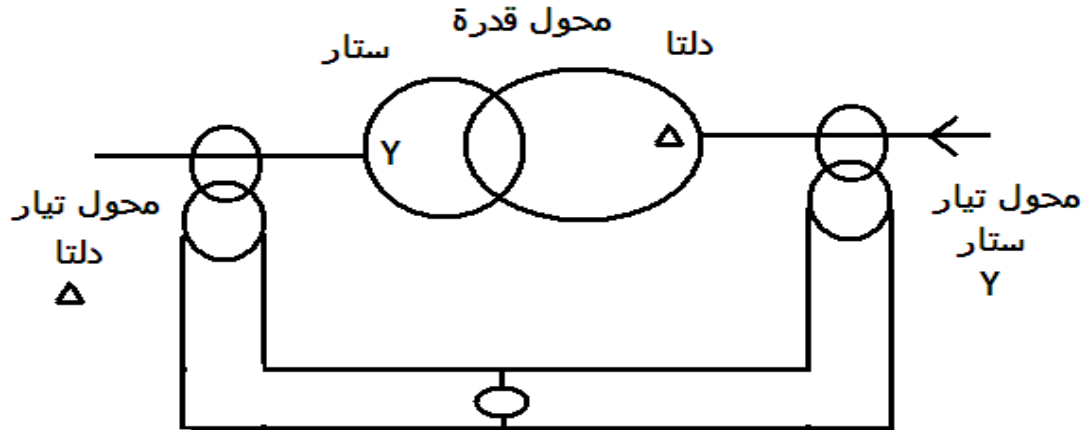 محول قدرة
دلتا
ستار
Δ
Y
محول تيار
ستار
Y
محول تيار
دلتا
Δ